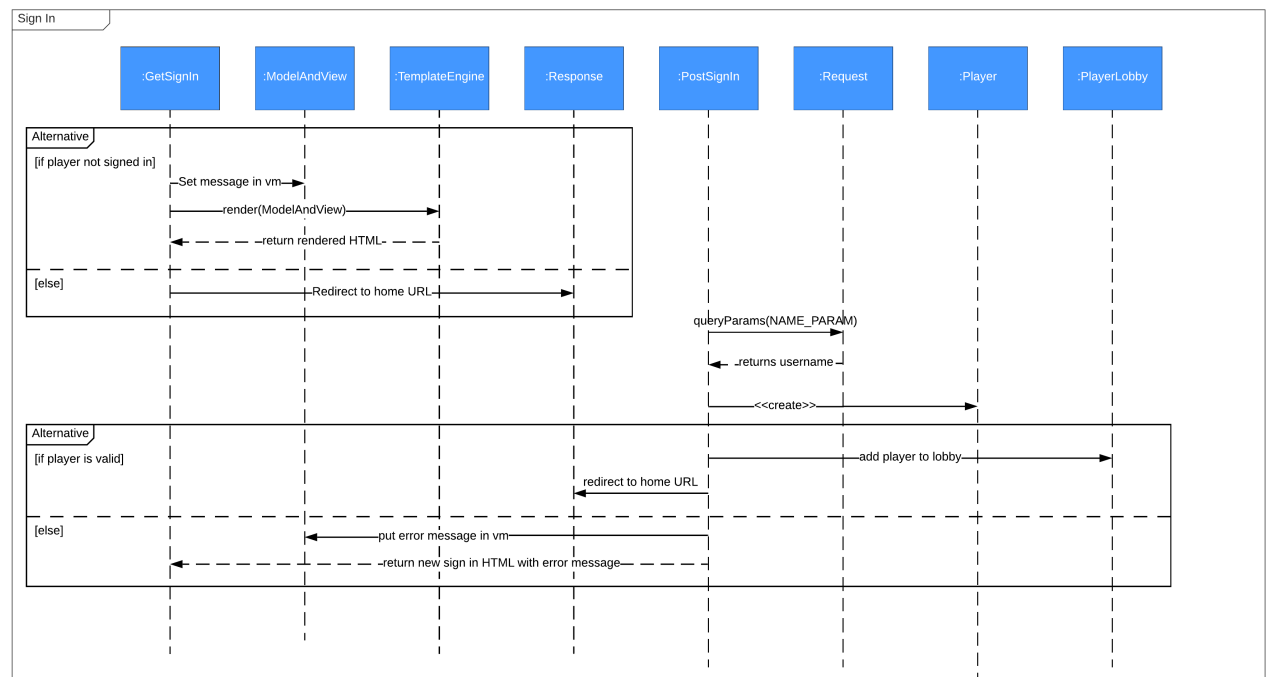 Sign In
:GetSignIn
:ModelAndView
:TemplateEngine
:Response
:PostSignIn
:Request
:Player
:PlayerLobby
Alternative
[if player not signed in]
Set message in vm
render(ModelAndView)
return rendered HTML
[else]
Redirect to home URL
queryParams(NAME_PARAM)
returns username
<<create>>
Alternative
[if player is valid]
add player to lobby
redirect to home URL
[else]
put error message in vm
return new sign in HTML with error message